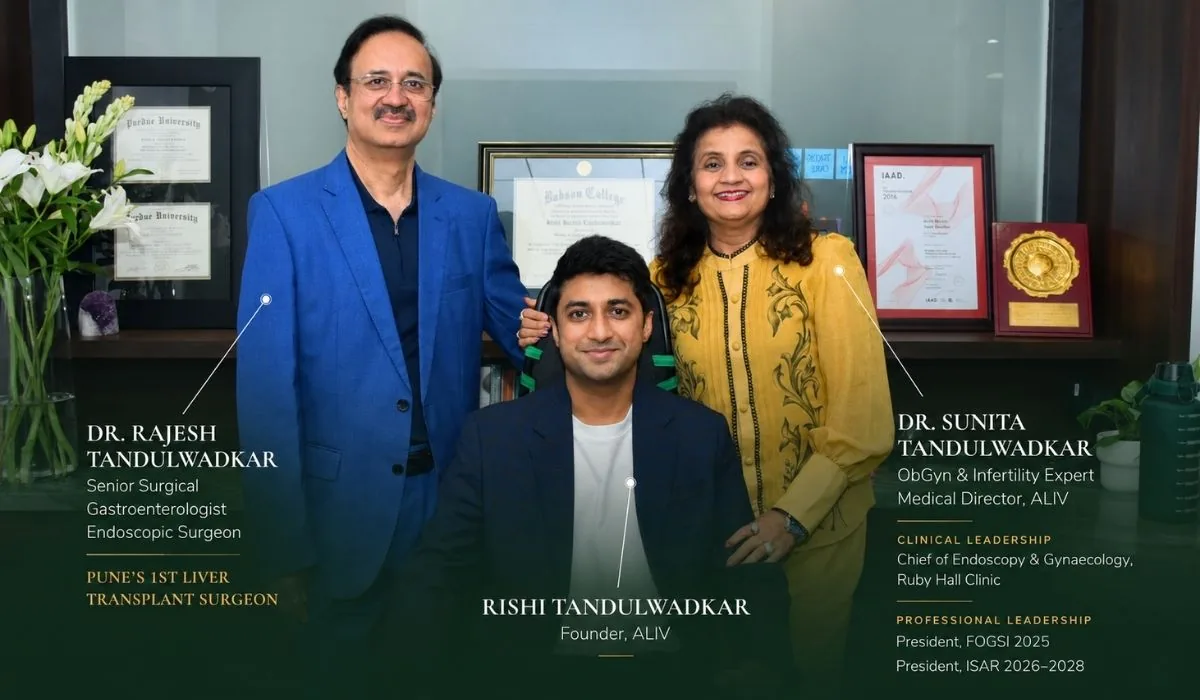 Purdue University
Purdue University
Babson College
IAAD.
2016
IAAD.
DR. RAJESH
TANDULWADKAR
Senior Surgical
Gastroenterologist
Endoscopic Surgeon
PUNE'S 1ST LIVER
TRANSPLANT SURGEON
RISHI TANDULWADKAR
Founder, ALIV
DR. SUNITA
TANDULWADKAR
ObGyn & Infertility Expert
Medical Director, ALIV
CLINICAL LEADERSHIP
Chief of Endoscopy & Gynaecology,
Ruby Hall Clinic
PROFESSIONAL LEADERSHIP
President, FOGSI 2025
President, ISAR 2026–2028